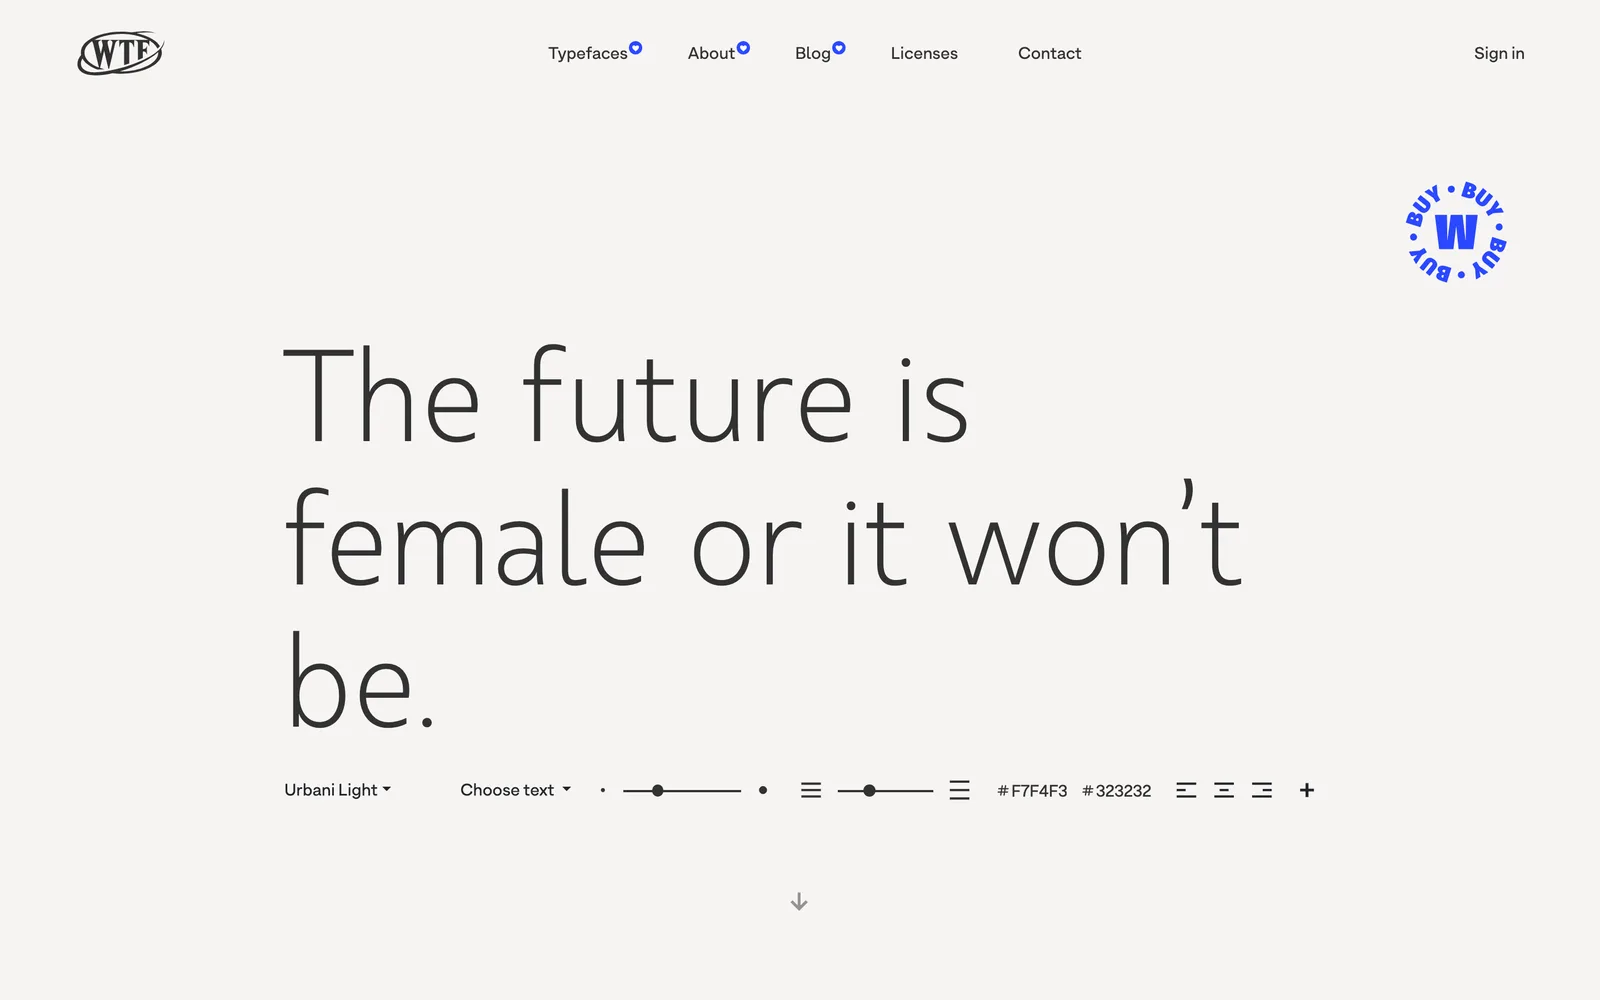 WTF
Typefaces
About
Blog
Licenses
Contact
Sign in
BUY • BUY • BUY • BUY •
W
The future is
female or it won’t
be.
Urbani Light
Choose text
#F7F4F3
#323232